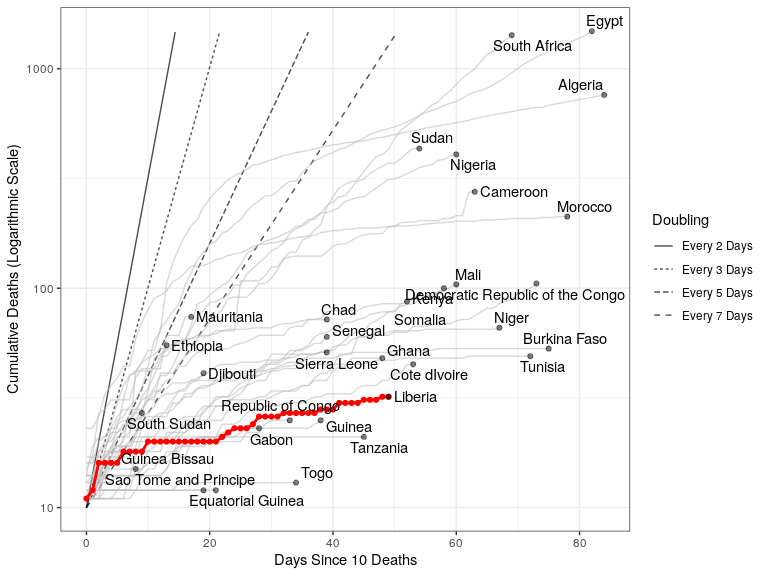 Cumulative Deaths (Logarithmic Scale)
1000
100
10
Egypt
South Africa
Algeria
Sudan
Nigeria
Cameroon
Morocco
Mali
Democratic Republic of the Congo
Kenya
Mauritania
Chad
Somalia
Niger
Senegal
Ethiopia
Burkina Faso
Ghana
Sierra Leone
Tunisia
Djibouti
Cote dIvoire
Liberia
Republic of Congo
South Sudan
Guinea
Gabon
Tanzania
Guinea Bissau
Togo
Sao Tome and Principe
Equatorial Guinea
0
20
40
60
80
Days Since 10 Deaths
Doubling
Every 2 Days
Every 3 Days
Every 5 Days
Every 7 Days